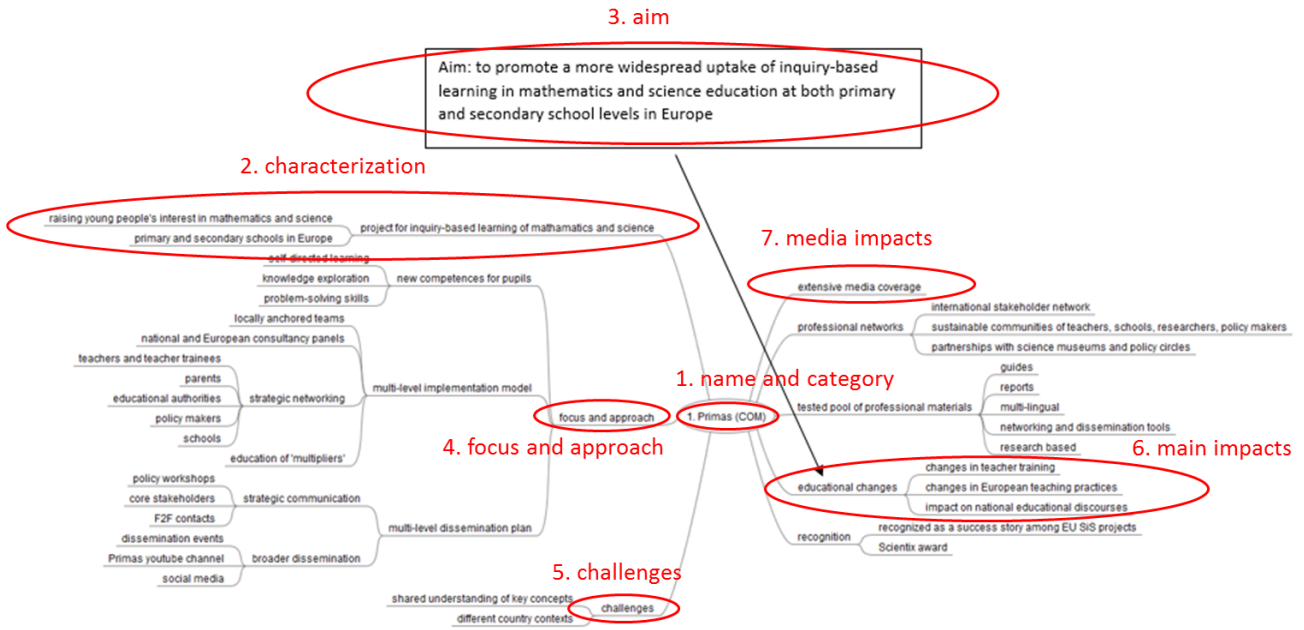 3. aim
Aim: to promote a more widespread uptake of inquiry-based
learning in mathematics and science education at both primary
and secondary school levels in Europe
2. characterization
raising young people's interest in mathematics and science
primary and secondary schools in Europe
project for inquiry-based learning of mathamatics and science
self-directed learning
knowledge exploration
problem-solving skills
new competences for pupils
locally anchored teams
national and European consultancy panels
teachers and teacher trainees
parents
educational authorities
policy makers
schools
strategic networking
education of 'multipliers'
multi-level implementation model
focus and approach
4. focus and approach
policy workshops
core stakeholders
F2F contacts
strategic communication
dissemination events
Primas youtube channel
social media
broader dissemination
multi-level dissemination plan
5. challenges
shared understanding of key concepts
different country contexts
challenges
1. name and category
1. Primas (COM)
7. media impacts
extensive media coverage
professional networks
international stakeholder network
sustainable communities of teachers, schools, researchers, policy makers
partnerships with science museums and policy circles
tested pool of professional materials
guides
reports
multi-lingual
networking and dissemination tools
research based
6. main impacts
educational changes
changes in teacher training
changes in European teaching practices
impact on national educational discourses
recognition
recognized as a success story among EU SiS projects
Scientix award